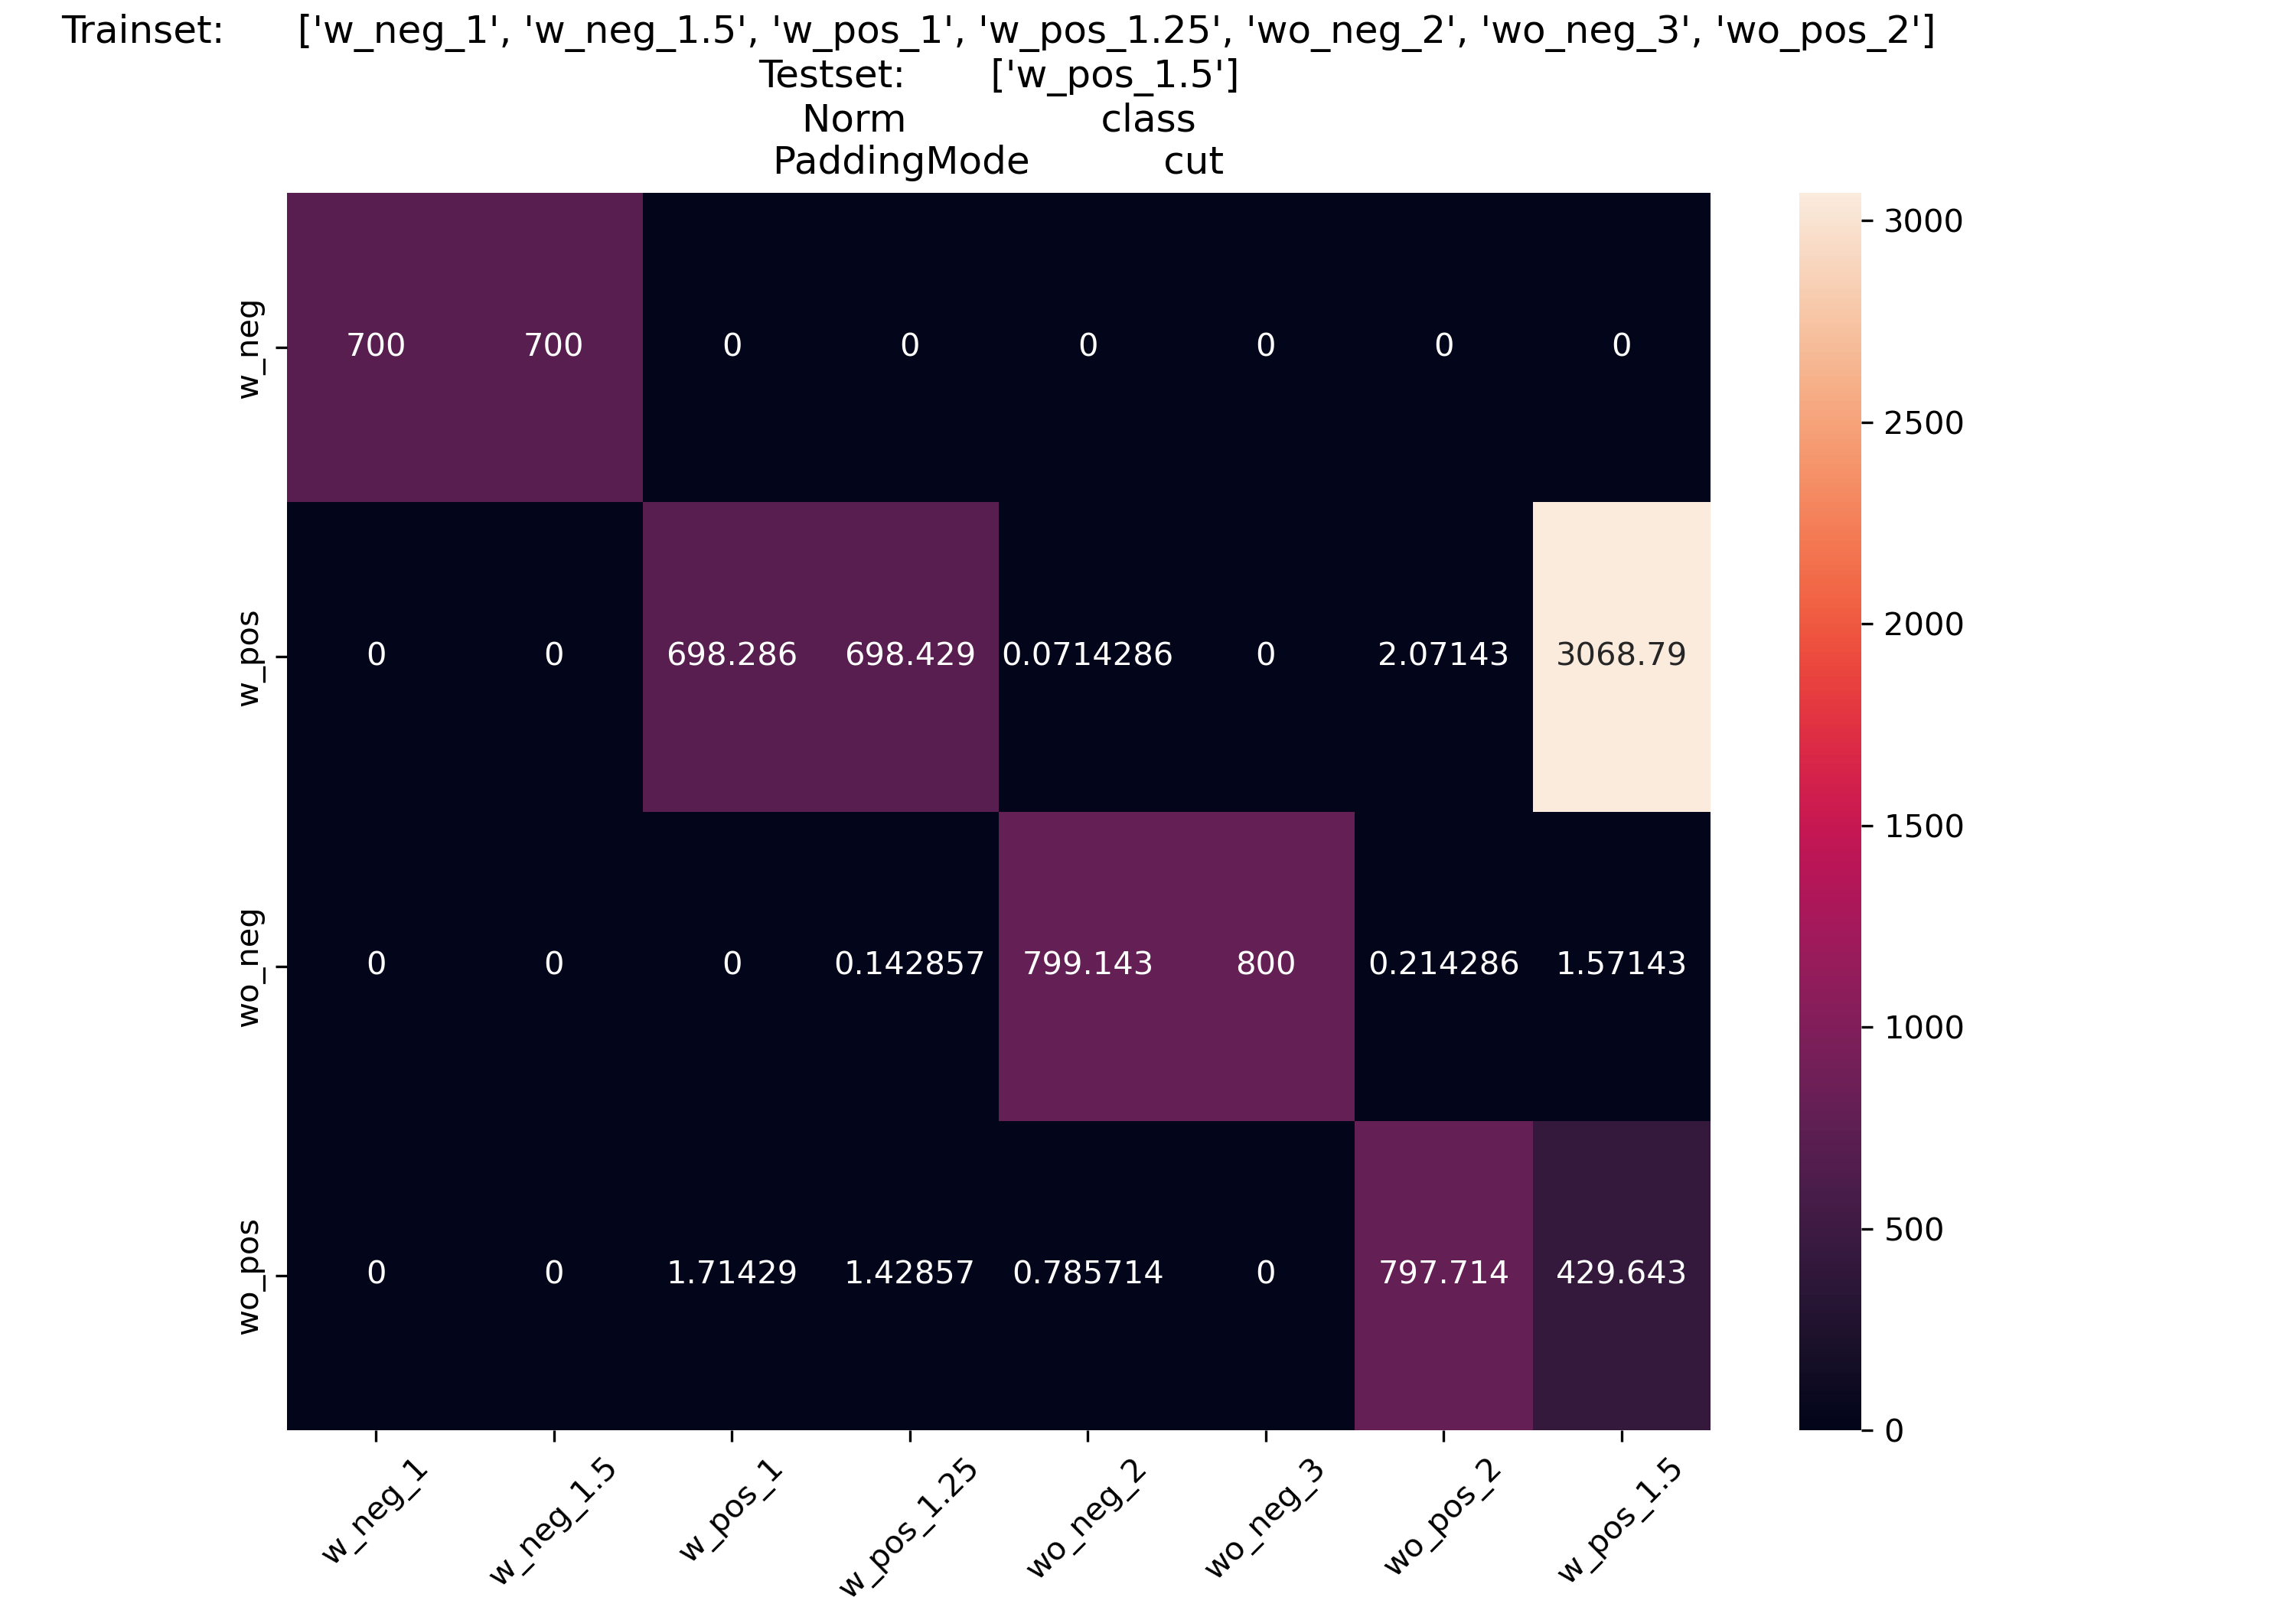 Trainset: ['w_neg_1', 'w_neg_1.5', 'w_pos_1', 'w_pos_1.25', 'wo_neg_2', 'wo_neg_3', 'wo_pos_2']
Testset: ['w_pos_1.5']
Norm class
PaddingMode cut
w_neg
700 700 0 0 0 0 0 0
w_pos
0 0 698.286 698.429 0.0714286 0 2.07143 3068.79
wo_neg
0 0 0 0.142857 799.143 800 0.214286 1.57143
wo_pos
0 0 1.71429 1.42857 0.785714 0 797.714 429.643
w_neg_1 w_neg_1.5 w_pos_1 w_pos_1.25 wo_neg_2 wo_neg_3 wo_pos_2 w_pos_1.5
3000
2500
2000
1500
1000
500
0